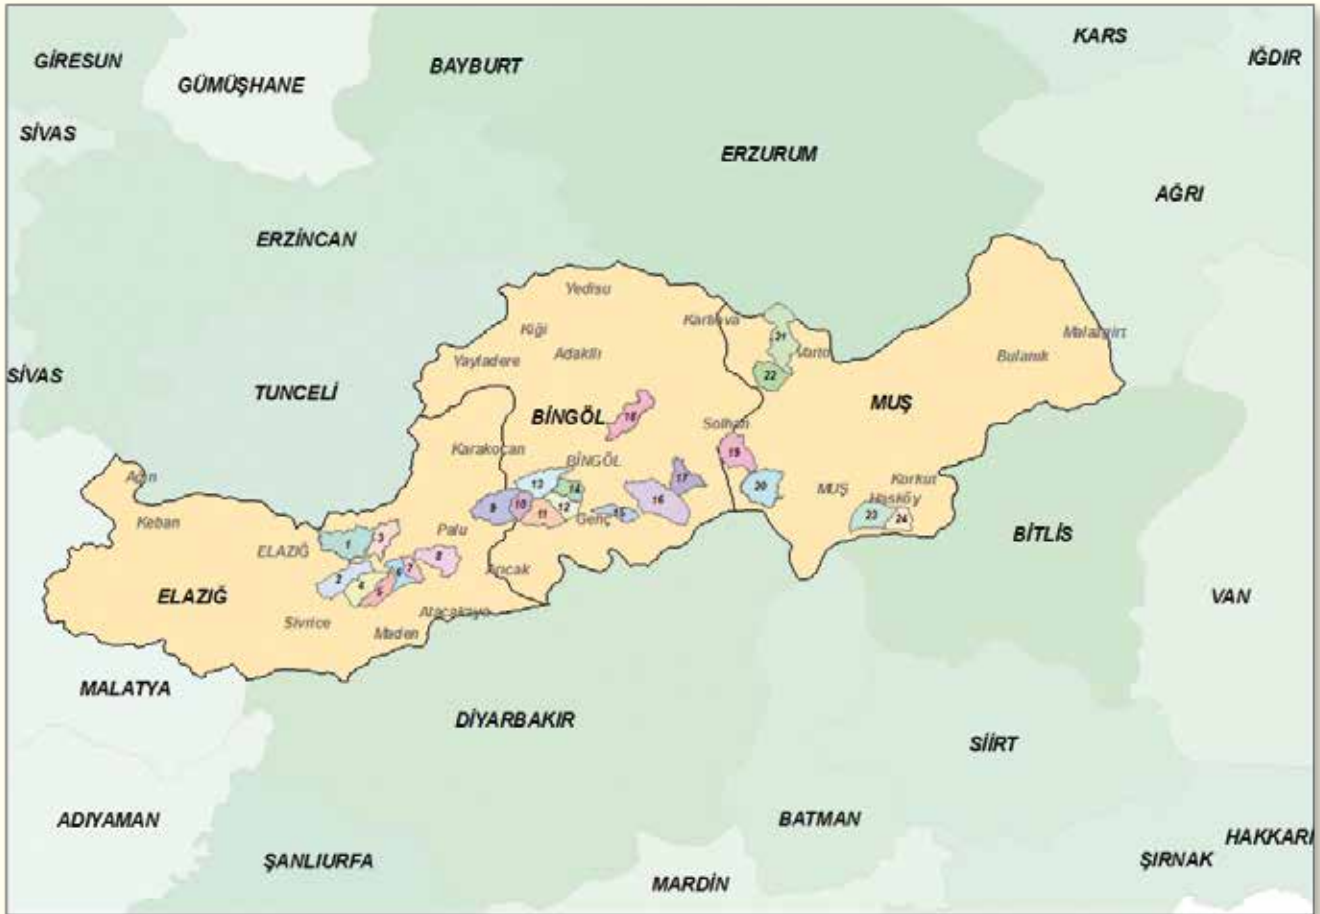 KARS
GİRESUN
IĞDIR
BAYBURT
GÜMÜŞHANE
SİVAS
ERZURUM
AĞRI
ERZİNCAN
Yedisu
Kiği
Karlıova
Malazgirt
21
Varto
Adaklı
Bulanık
Yayladere
SİVAS
22
TUNCELİ
MUŞ
BİNGÖL
18
Solhan
Karakoçan
19
BİNGÖL
Ağın
17
Korkut
13
14
20
MUŞ
Hasköy
16
Keban
9
10
12
11
15
Genç
23
24
Palu
BİTLİS
3
1
ELAZIĞ
8
7
6
Arıcak
2
4
5
ELAZIĞ
VAN
Alacakaya
Sivrice
Maden
MALATYA
DİYARBAKIR
SİİRT
ADIYAMAN
BATMAN
HAKKARİ
ŞANLIURFA
ŞIRNAK
MARDİN